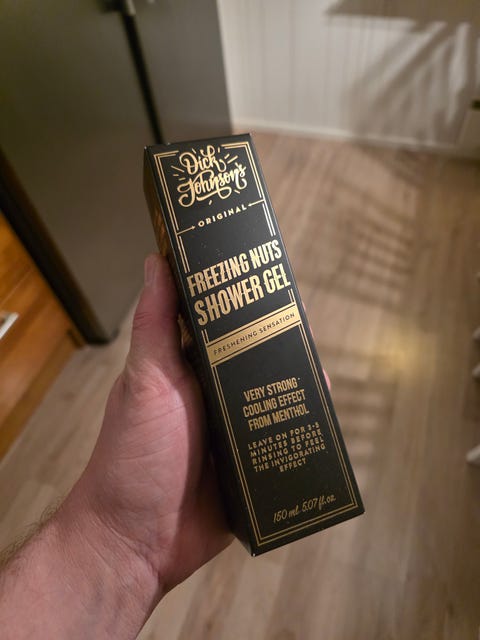 Dick
Johnson's
ORIGINAL
FREEZING NUTS
SHOWER GEL
FRESHENING SENSATION
VERY STRONG
COOLING EFFECT
FROM MENTHOL
LEAVE ON FOR 3-5
MINUTES BEFORE
RINSING TO FEEL
THE INVIGORATING
EFFECT
150 ml 5.07 fl.oz.